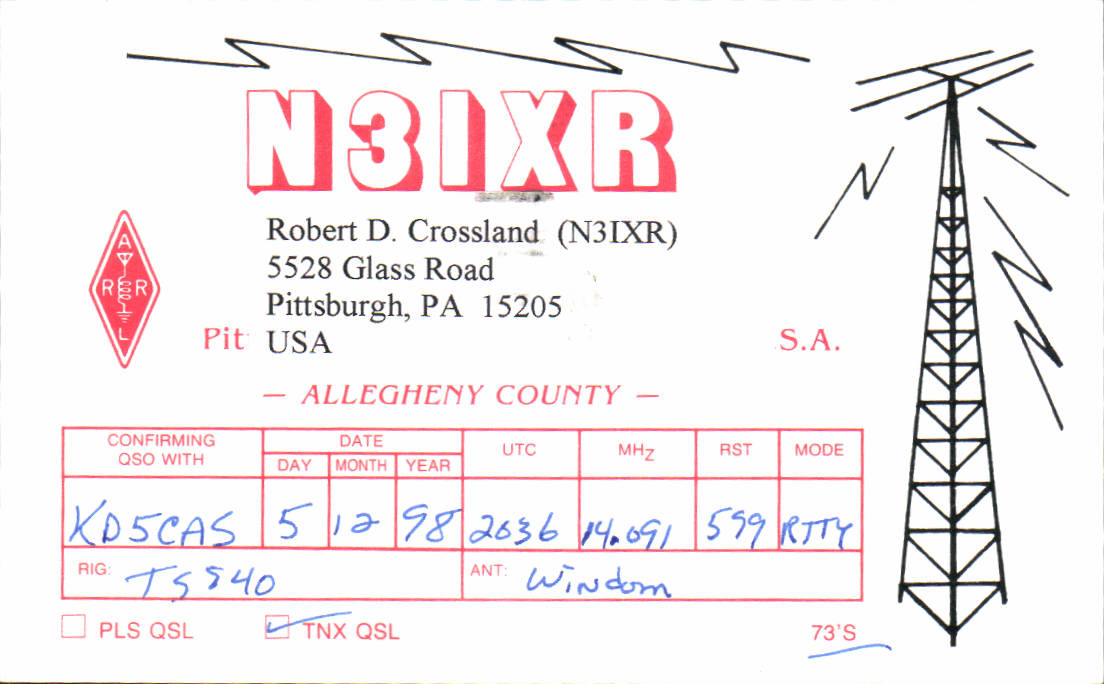 N3IXR
Robert D. Crossland (N3IXR)
5528 Glass Road
Pittsburgh, PA 15205
Pit USA S.A.
A
R R
L
— ALLEGHENY COUNTY —
CONFIRMING QSO WITH DATE UTC MHZ RST MODE
DAY MONTH YEAR
KD5CAS 5 12 98 2036 14.091 599 RTTY
RIG: TS940 ANT: Windom
PLS QSL TNX QSL 73'S